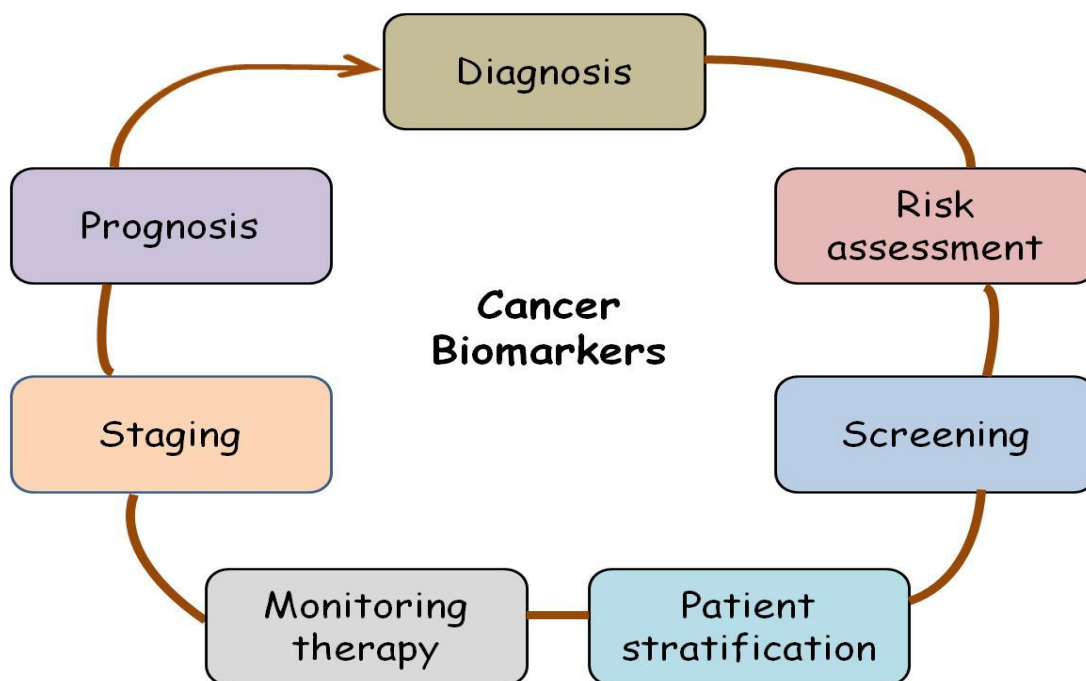 Diagnosis
Risk
assessment
Prognosis
Cancer
Biomarkers
Staging
Screening
Monitoring
therapy
Patient
stratification